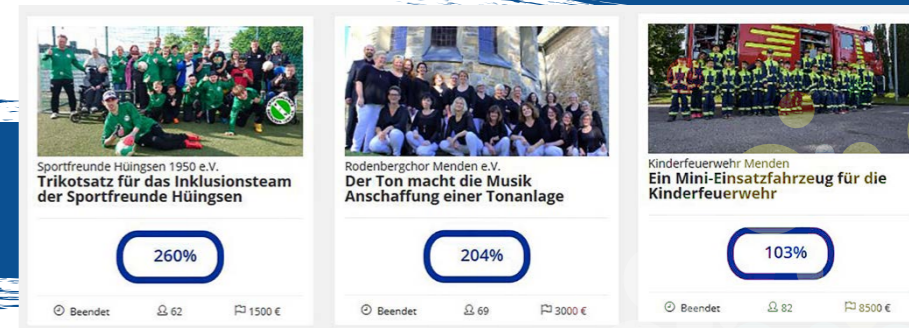 Sportfreunde Hüingsen 1950 e.V.
Trikotsatz für das Inklusionsteam
der Sportfreunde Hüingsen
260%
Beendet 62 1500 €
Rodenbergchor Menden e.V.
Der Ton macht die Musik
Anschaffung einer Tonanlage
204%
Beendet 69 3000 €
Kinderfeuerwehr Menden
Ein Mini-Einsatzfahrzeug für die
Kinderfeuerwehr
103%
Beendet 82 8500 €